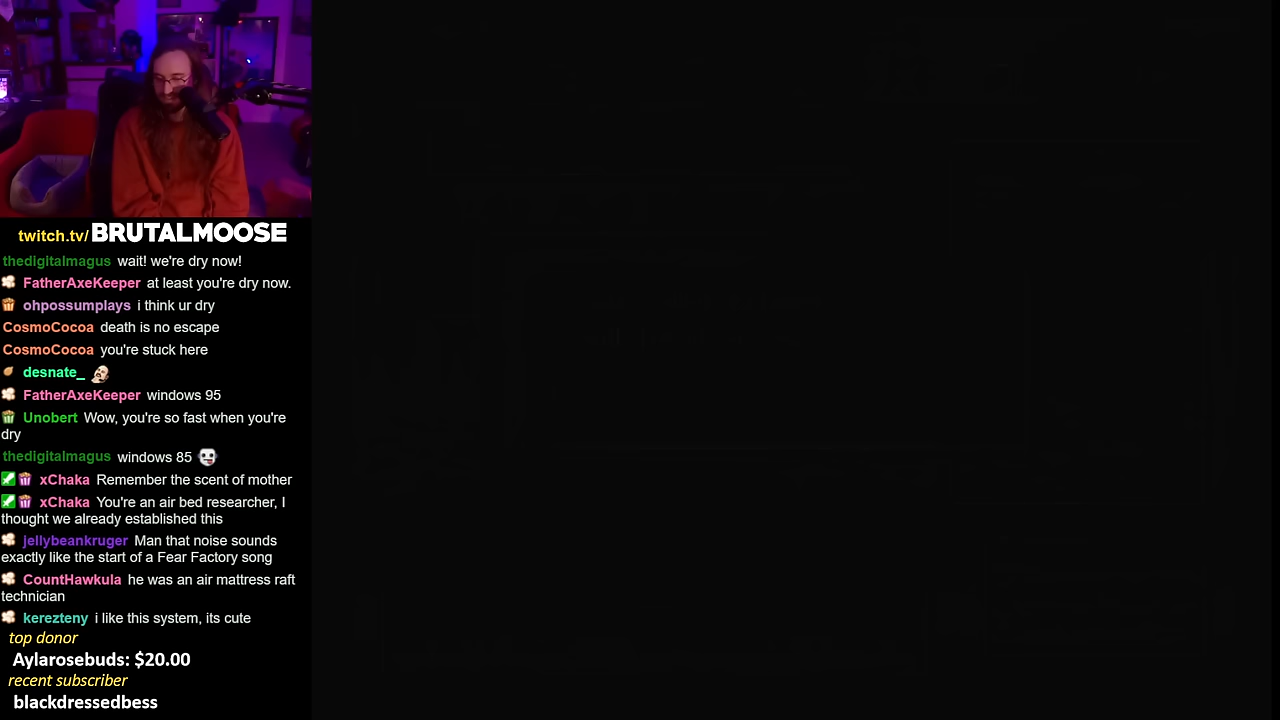 twitch.tv/BRUTALMOOSE
thedigitalmagus wait! we're dry now!
FatherAxeKeeper at least you're dry now.
ohpossumplays i think ur dry
CosmoCocoa death is no escape
CosmoCocoa you're stuck here
desnate_
FatherAxeKeeper windows 95
Unobert Wow, you're so fast when you're
dry
thedigitalmagus windows 85
xChaka Remember the scent of mother
xChaka You're an air bed researcher, I
thought we already established this
jellybeankruger Man that noise sounds
exactly like the start of a Fear Factory song
CountHawkula he was an air mattress raft
technician
kerezteny i like this system, its cute
top donor
Aylarosebuds: $20.00
recent subscriber
blackdressedbess